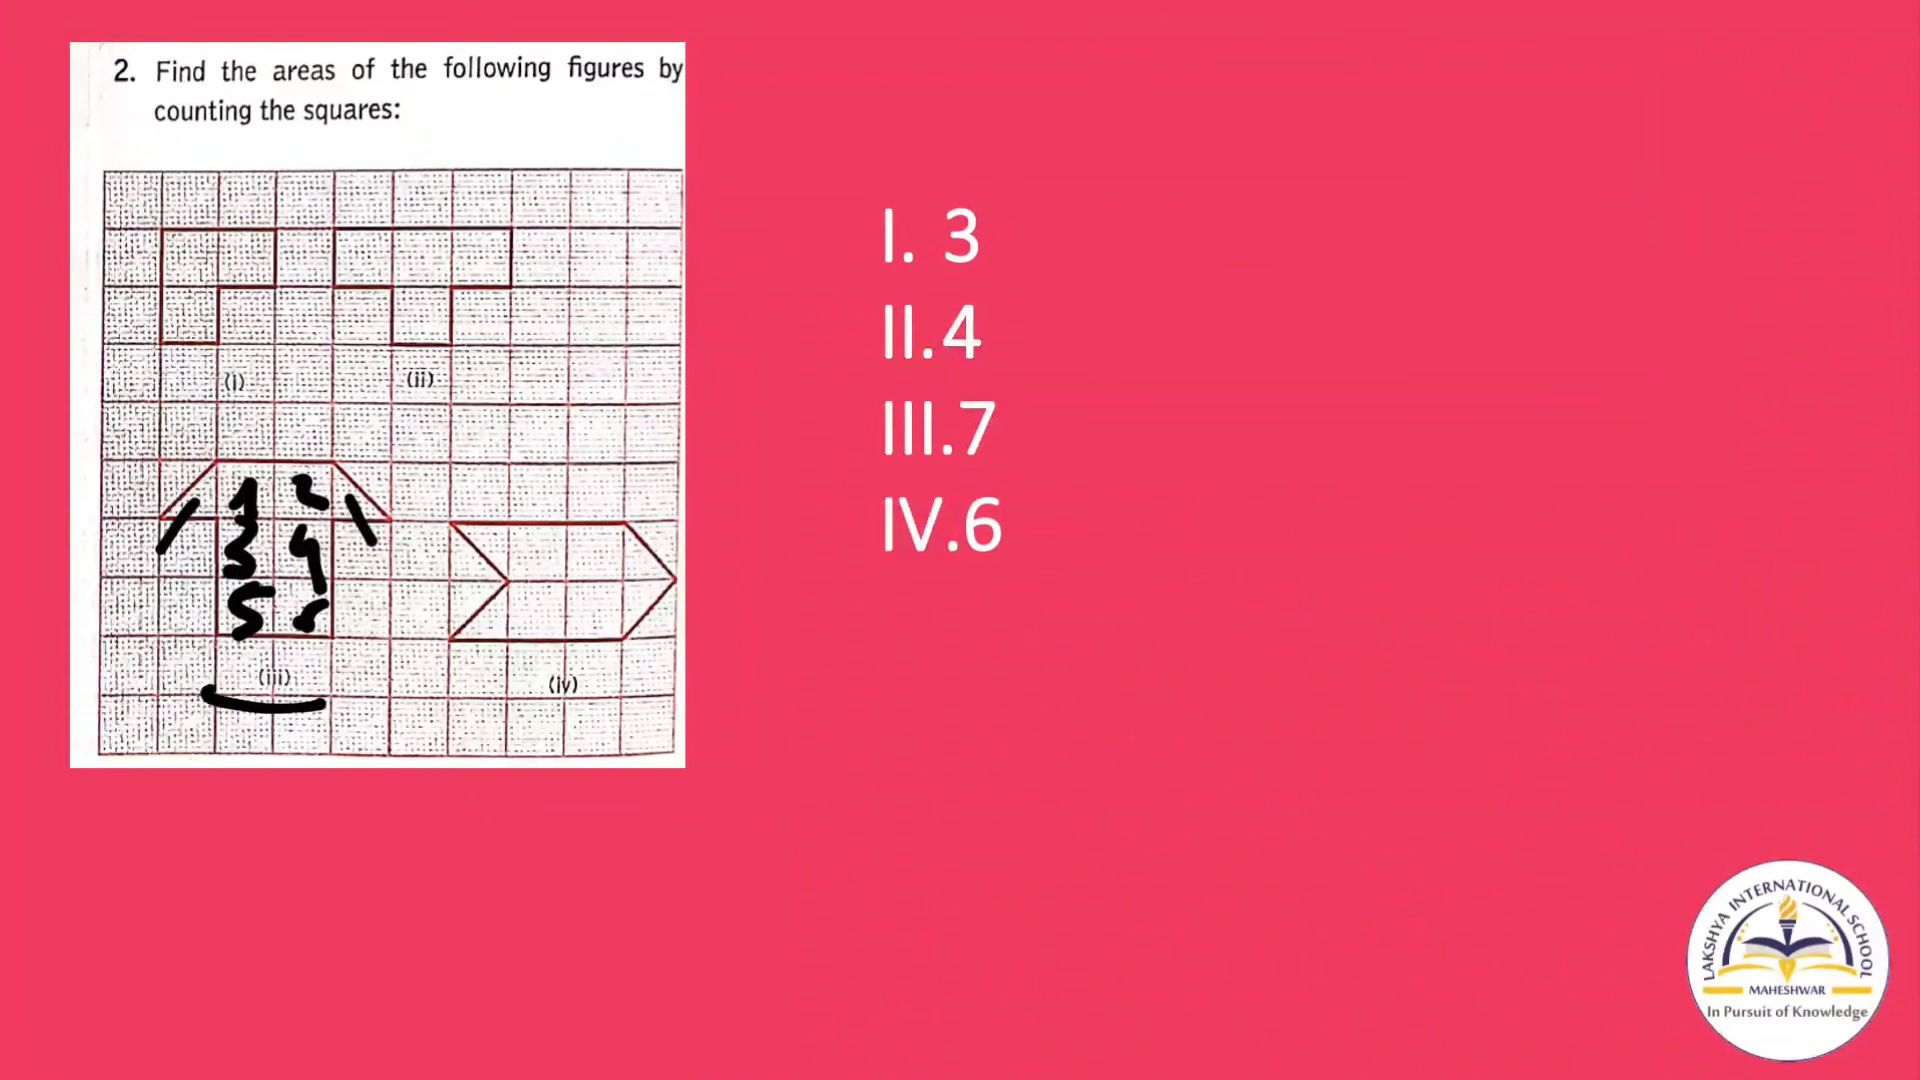 2. Find the areas of the following figures by
counting the squares:
(i)
(ii)
1 2
3 4
5
(iii)
(iv)
I. 3
II.4
III.7
IV.6
LAKSHYA INTERNATIONAL SCHOOL
MAHESHWAR
In Pursuit of Knowledge